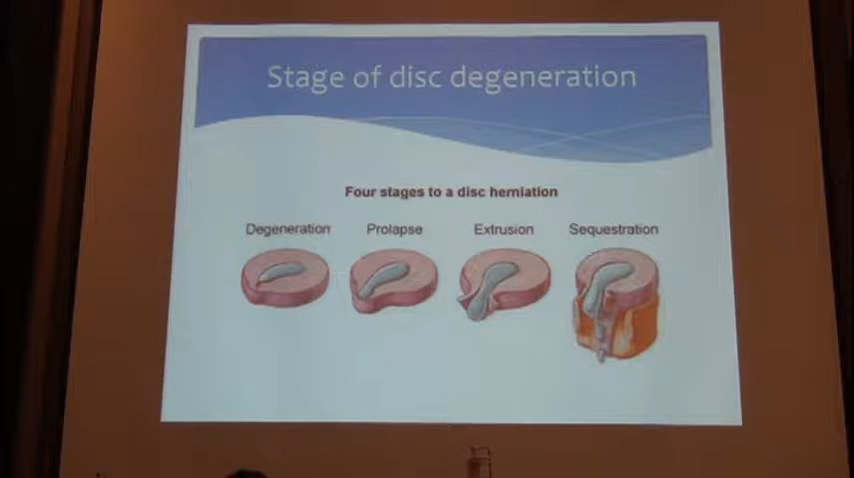 Stage of disc degeneration
Four stages to a disc herniation
Degeneration Prolapse Extrusion Sequestration